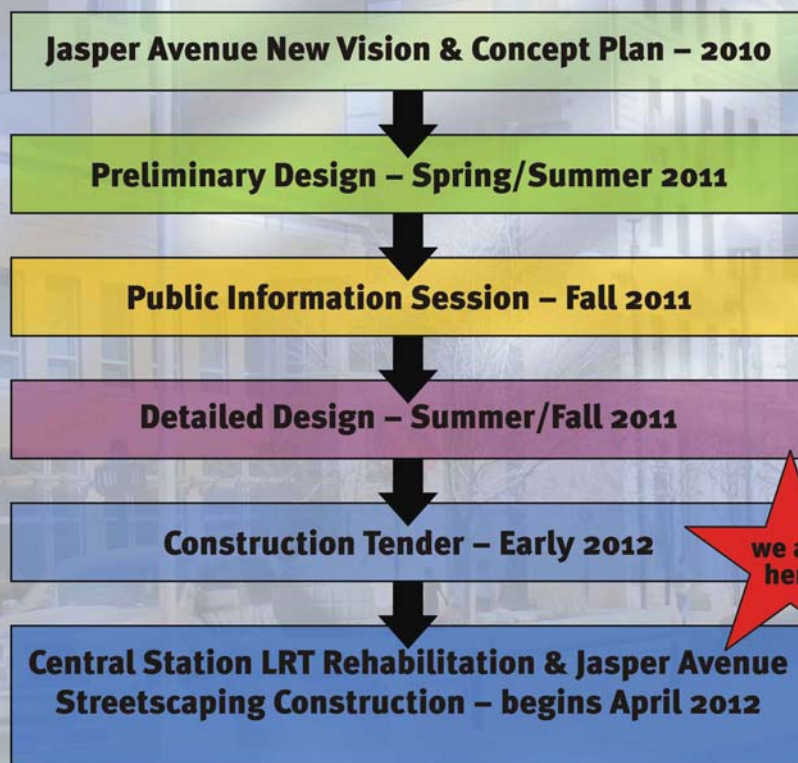 Jasper Avenue New Vision & Concept Plan – 2010
Preliminary Design – Spring/Summer 2011
Public Information Session – Fall 2011
Detailed Design – Summer/Fall 2011
Construction Tender – Early 2012
we
Central Station LRT Rehabilitation & Jasper Avenue
Streetscaping Construction – begins April 2012